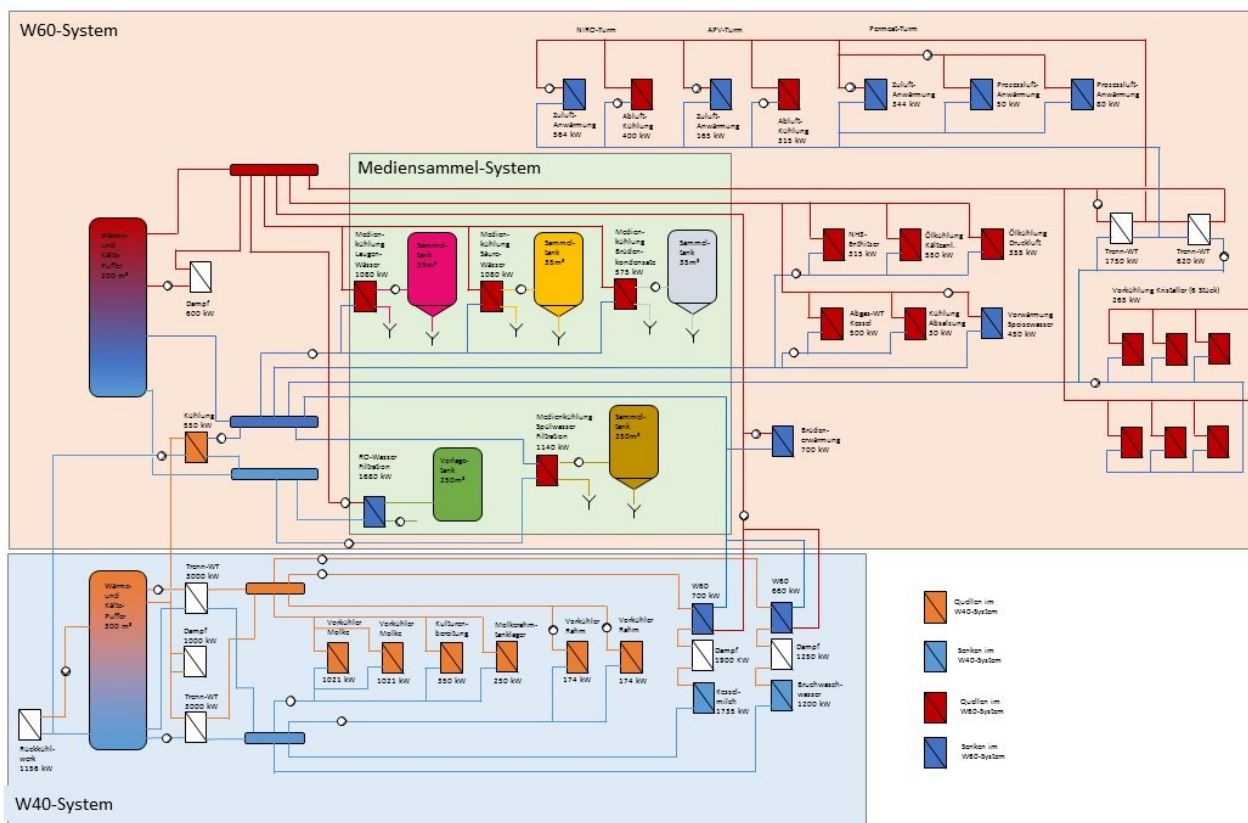 W60-System
NIRO-Turm
APV-Turm
Zuluft-
Anwärmung
564 kW
Abluft-
Kühlung
400 kW
Zuluft-
Anwärmung
165 kW
Abluft-
Kühlung
315 kW
Zuluft-
Anwärmung
344 kW
Prozessluft-
Anwärmung
50 kW
Prozessluft-
Anwärmung
80 kW
Mediensammel-System
Wärme-
und
Kälte-
Puffer
200 m³
Dampf
600 kW
Medien-
kühlung
Laugen-
Wässer
1080 kW
Sammel-
tank
35m³
Medien-
kühlung
Säure-
Wässer
1080 kW
Sammel-
tank
35m³
Medien-
kühlung
Brüden-
kondensate
575 kW
Sammel-
tank
35m³
NH3-
Enthitzer
315 kW
Ölkühlung
Kälteanl.
550 kW
Ölkühlung
Druckluft
355 kW
Trenn-WT
1750 kW
Trenn-WT
620 kW
Abgas-WT
Kessel
500 kW
Kühlung
Absalzung
30 kW
Vorwärmung
Speisewasser
450 kW
Vorkühlung Kristaller (6 Stück)
265 kW
Kühlung
550 kW
RO-Wasser
Filtration
1680 kW
Vorlage-
tank
250m³
Medienkühlung
Spülwasser
Filtration
1140 kW
Sammel-
tank
250m³
Brüden-
erwärmung
700 kW
Wärme-
und
Kälte-
Puffer
300 m³
Trenn-WT
3000 kW
Dampf
1000 kW
Trenn-WT
3000 kW
Rückkühl-
werk
1156 kW
Vorkühler
Molke
1021 kW
Vorkühler
Molke
1021 kW
Kulturen-
bereitung
350 kW
Molkerahm-
tanklager
250 kW
Vorkühler
Rahm
174 kW
Vorkühler
Rahm
174 kW
W60
700 kW
Dampf
1900 KW
Kessel-
milch
1735 kW
W60
660 kW
Dampf
1250 kW
Bruchwasch-
wasser
1200 kW
W40-System
Quellen im
W40-System
Senken im
W40-System
Quellen im
W60-System
Senken im
W60-System